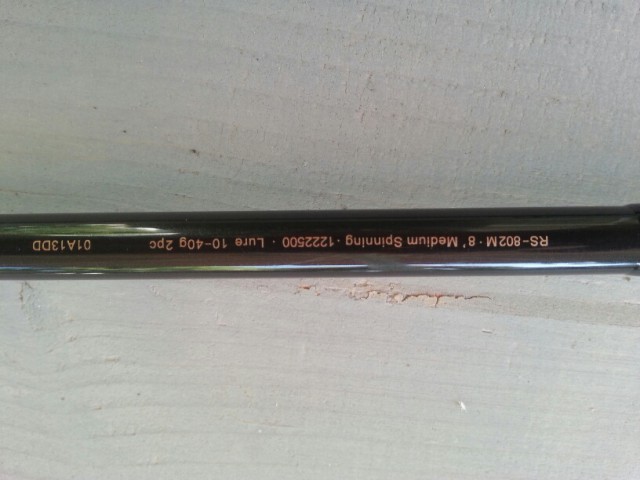 RS-802M · 8' Medium Spinning · 1222500 · Lure 10-40g 2pc 01A13DD